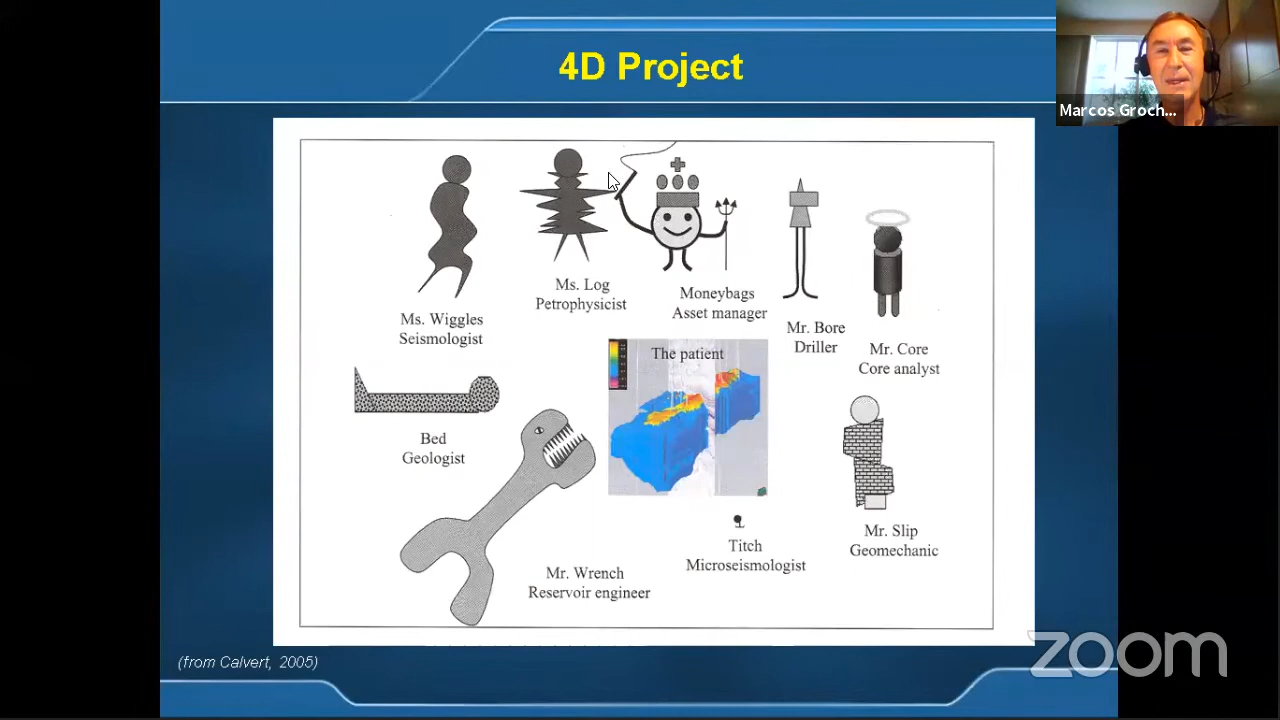 4D Project
Marcos Groch...
Ms. Wiggles
Seismologist
Ms. Log
Petrophysicist
Moneybags
Asset manager
Mr. Bore
Driller
Mr. Core
Core analyst
The patient
Bed
Geologist
Mr. Wrench
Reservoir engineer
Titch
Microseismologist
Mr. Slip
Geomechanic
(from Calvert, 2005)
zoom